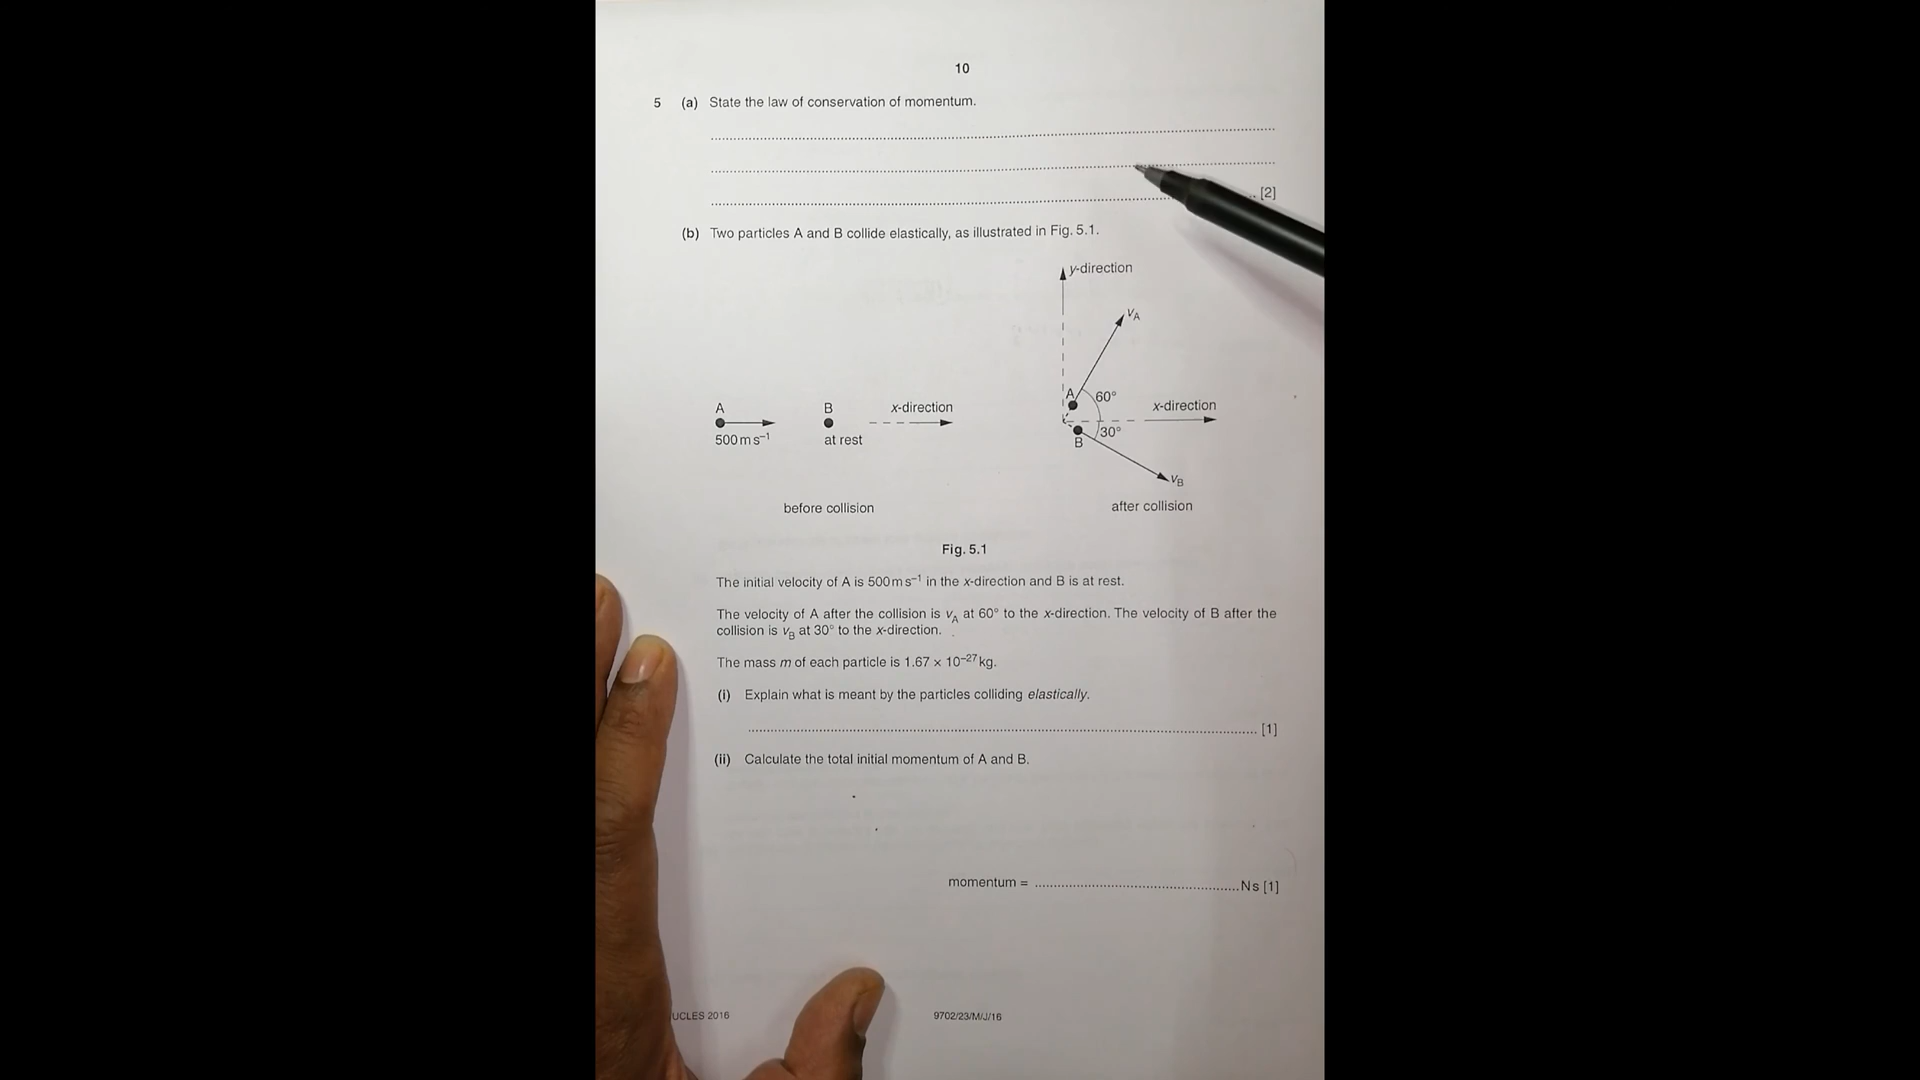 10
5 (a) State the law of conservation of momentum.
[2]
(b) Two particles A and B collide elastically, as illustrated in Fig. 5.1.
y-direction
vA
A
60°
x-direction
30°
B
vB
A
B
x-direction
500 m s⁻¹
at rest
before collision
after collision
Fig. 5.1
The initial velocity of A is 500 m s⁻¹ in the x-direction and B is at rest.
The velocity of A after the collision is vA at 60° to the x-direction. The velocity of B after the
collision is vB at 30° to the x-direction.
The mass m of each particle is 1.67 × 10⁻²⁷ kg.
(i) Explain what is meant by the particles colliding elastically.
[1]
(ii) Calculate the total initial momentum of A and B.
momentum = N s [1]
UCLES 2016
9702/23/M/J/16